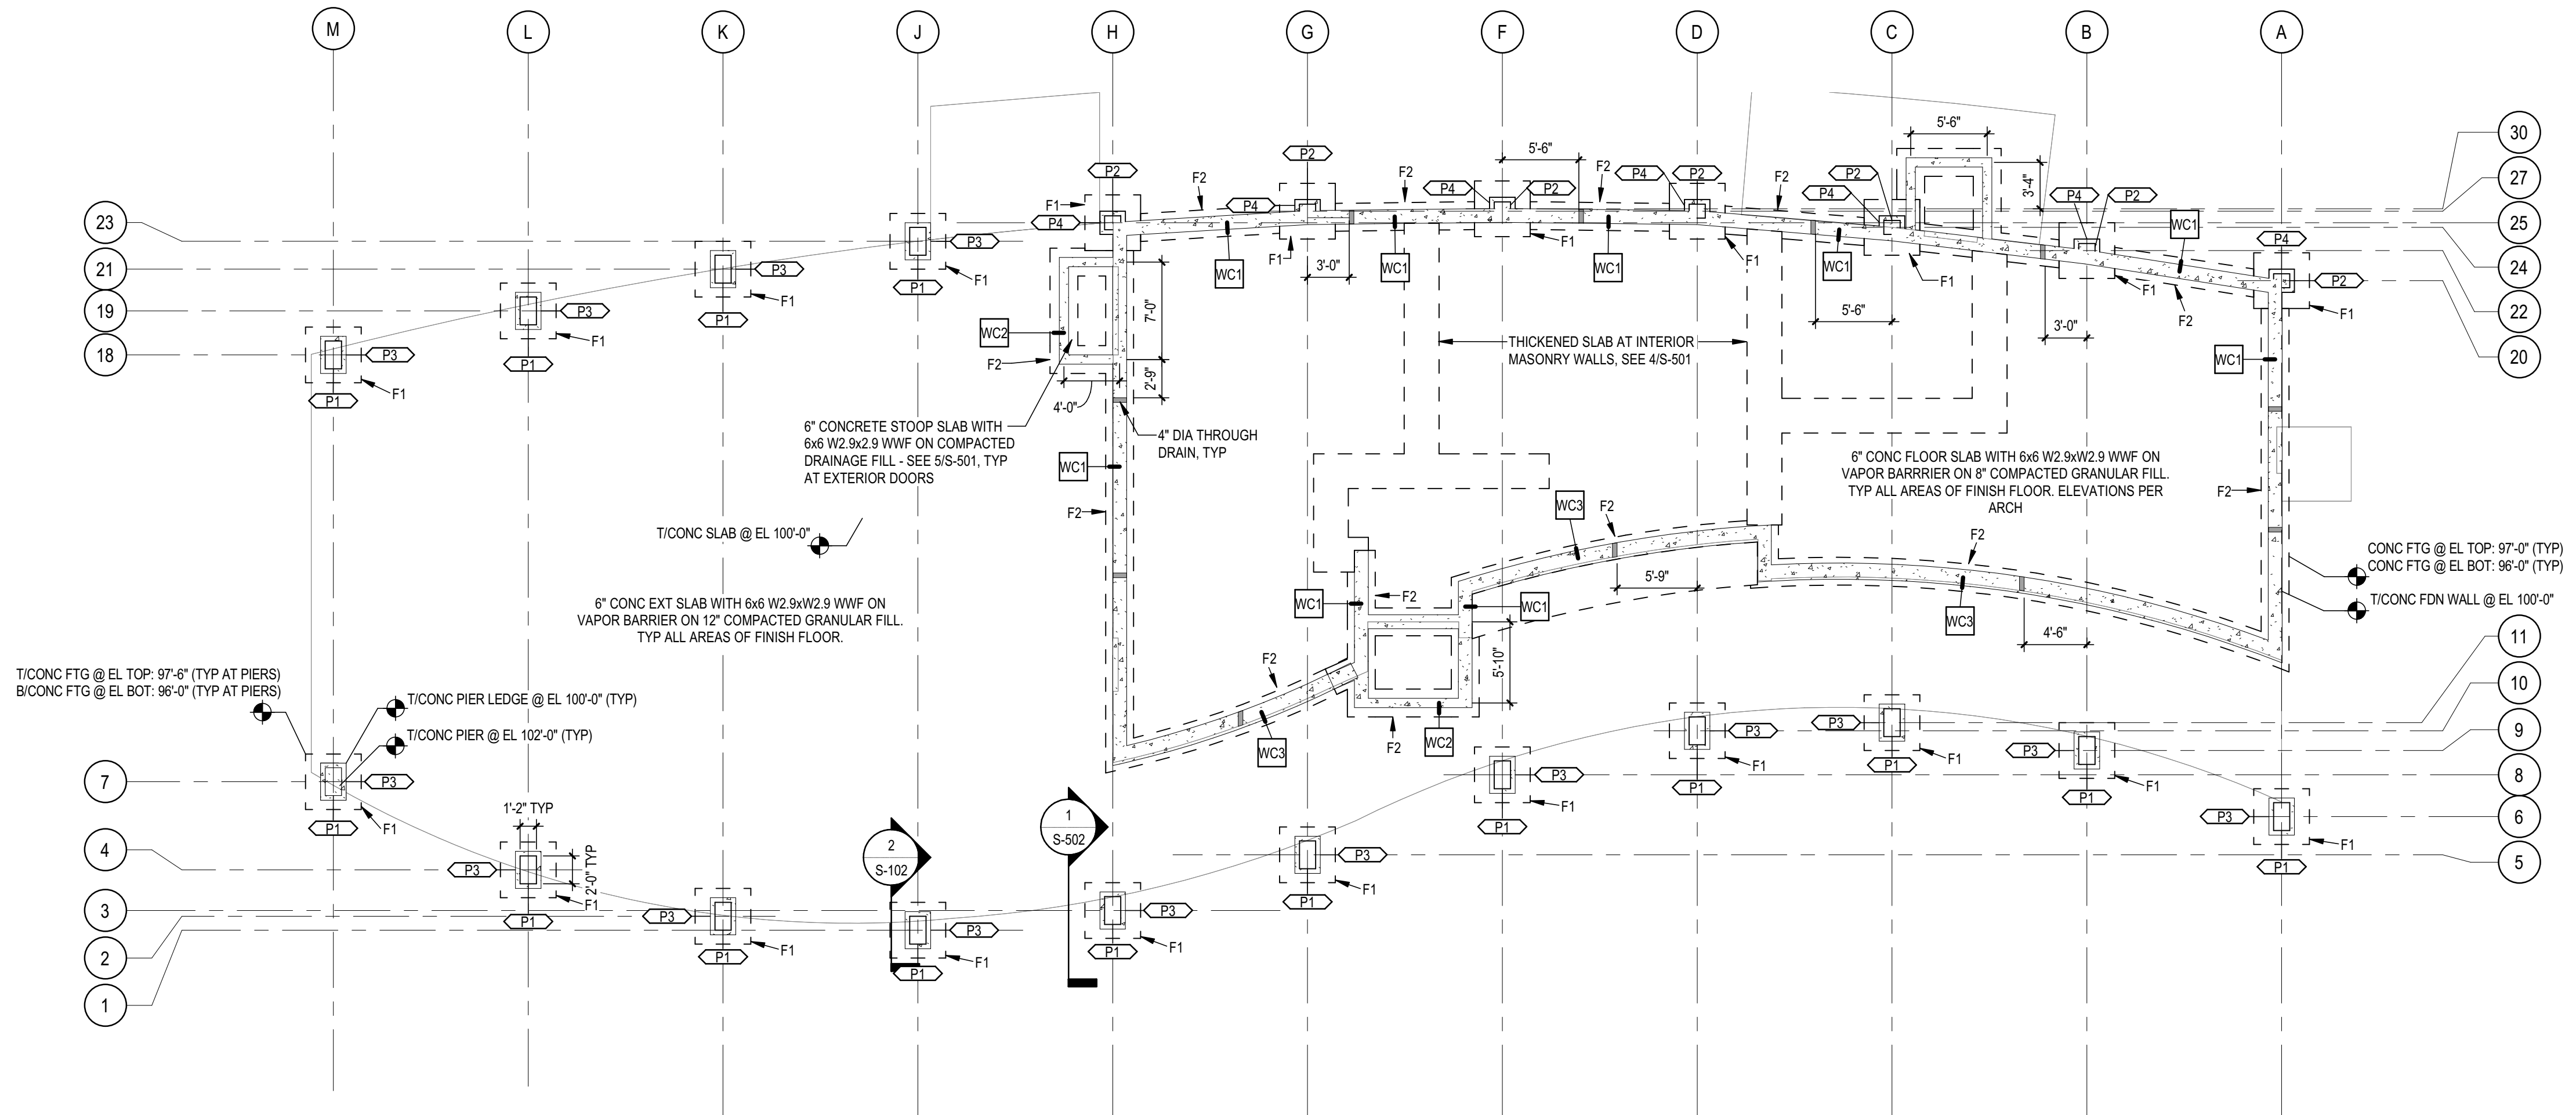 M L K J H G F D C B A
30
27
5'-6"
5'-6"
P2
P2
F2
F2
F2
P4
P2
P4
P2
P2
F2
P4
3'-4"
P4
P2
F1
P4
P4
WC1
23
P3
25
P4
21
P3
F1
P1
F1
3'-0"
WC1
WC1
WC1
WC1
F1
F1
F1
F1
F1
F2
P2
F1
24
19
P3
F1
P1
7'-0"
5'-6"
3'-0"
22
18
P3
F1
P1
F1
P1
WC2
F2
2'-9"
4'-0"
THICKENED SLAB AT INTERIOR
MASONRY WALLS, SEE 4/S-501
WC1
20
6" CONCRETE STOOP SLAB WITH
6x6 W2.9x2.9 WWF ON COMPACTED
DRAINAGE FILL - SEE 5/S-501, TYP
AT EXTERIOR DOORS
4" DIA THROUGH
DRAIN, TYP
WC1
F2
6" CONC FLOOR SLAB WITH 6x6 W2.9xW2.9 WWF ON
VAPOR BARRRIER ON 8" COMPACTED GRANULAR FILL.
TYP ALL AREAS OF FINISH FLOOR. ELEVATIONS PER
ARCH
F2
T/CONC SLAB @ EL 100'-0"
WC3
F2
F2
5'-9"
CONC FTG @ EL TOP: 97'-0" (TYP)
CONC FTG @ EL BOT: 96'-0" (TYP)
T/CONC FDN WALL @ EL 100'-0"
6" CONC EXT SLAB WITH 6x6 W2.9xW2.9 WWF ON
VAPOR BARRIER ON 12" COMPACTED GRANULAR FILL.
TYP ALL AREAS OF FINISH FLOOR.
WC1
F2
WC1
WC3
4'-6"
11
T/CONC FTG @ EL TOP: 97'-6" (TYP AT PIERS)
B/CONC FTG @ EL BOT: 96'-0" (TYP AT PIERS)
T/CONC PIER LEDGE @ EL 100'-0" (TYP)
T/CONC PIER @ EL 102'-0" (TYP)
F2
5'-10"
10
WC3
F2
WC2
P3
P3
9
7
P3
F1
P1
P3
F1
P1
F1
P1
F1
P1
P3
F1
P1
8
1'-2" TYP
2'-0" TYP
1
S-502
P3
6
4
P3
F1
P1
2
S-102
P3
F1
P1
F1
P1
5
3
P3
F1
P1
P3
F1
P1
P3
F1
P1
2
1